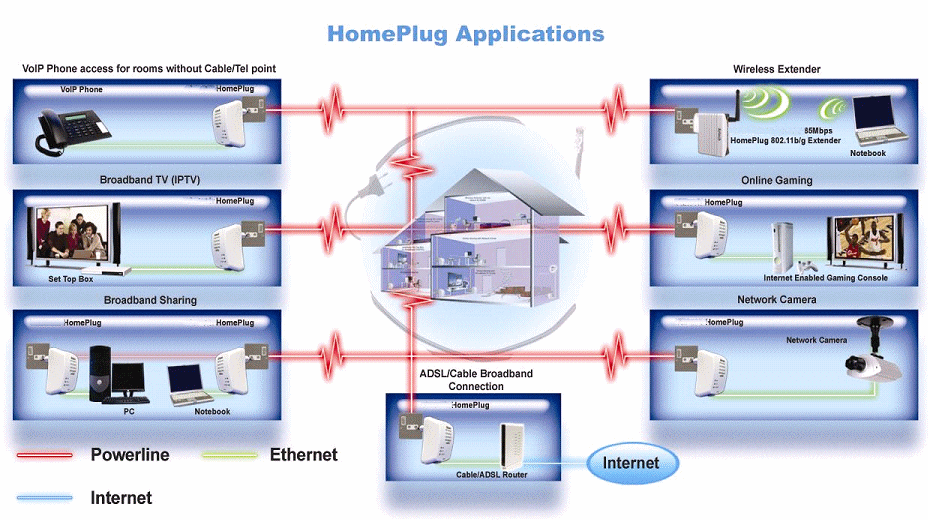 HomePlug Applications
VoIP Phone access for rooms without Cable/Tel point
VoIP Phone
HomePlug
Wireless Extender
85Mbps
HomePlug 802.11b/g Extender
Notebook
Broadband TV (IPTV)
HomePlug
Set Top Box
Online Gaming
HomePlug
Internet Enabled Gaming Console
Broadband Sharing
HomePlug
HomePlug
PC
Notebook
Network Camera
HomePlug
Network Camera
ADSL/Cable Broadband
Connection
HomePlug
Cable/ADSL Router
Internet
Powerline
Ethernet
Internet